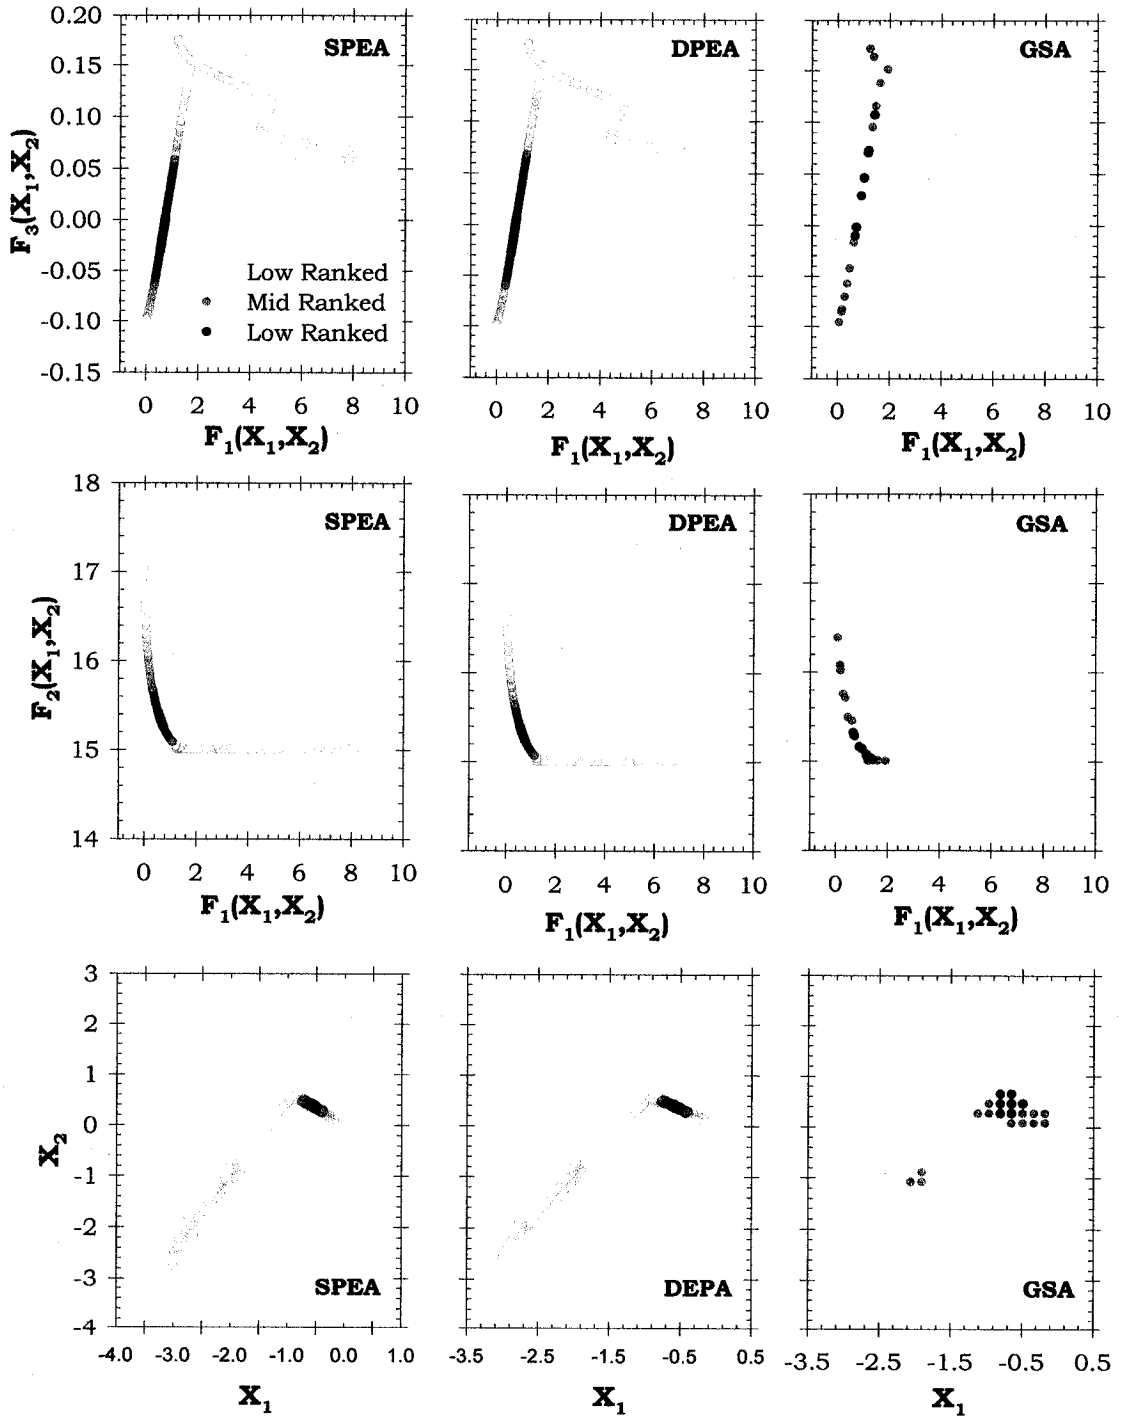 0.20
0.15
0.10
0.05
0.00
-0.05
-0.10
-0.15
F3(X1,X2)
SPEA
Low Ranked
Mid Ranked
Low Ranked
0 2 4 6 8 10
F1(X1,X2)
DPEA
0 2 4 6 8 10
F1(X1,X2)
GSA
0 2 4 6 8 10
F1(X1,X2)
18
17
16
15
14
F2(X1,X2)
SPEA
0 2 4 6 8 10
F1(X1,X2)
DPEA
0 2 4 6 8 10
F1(X1,X2)
GSA
0 2 4 6 8 10
F1(X1,X2)
3
2
1
0
-1
-2
-3
-4
X2
SPEA
-4.0 -3.0 -2.0 -1.0 0.0 1.0
X1
DEPA
-3.5 -2.5 -1.5 -0.5 0.5
X1
GSA
-3.5 -2.5 -1.5 -0.5 0.5
X1